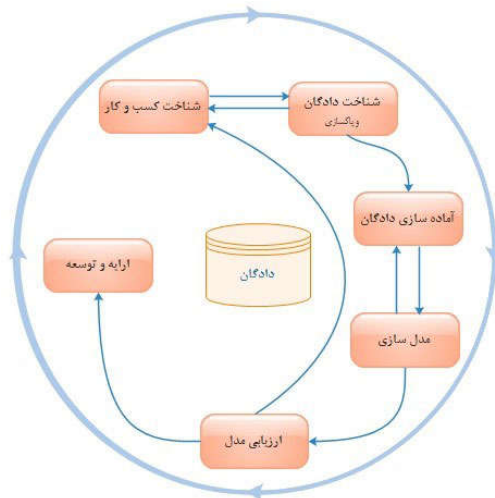 شناخت کسب و کار
شناخت دادگان
و پاکسازی
آماده سازی دادگان
دادگان
ارایه و توسعه
مدل سازی
ارزیابی مدل